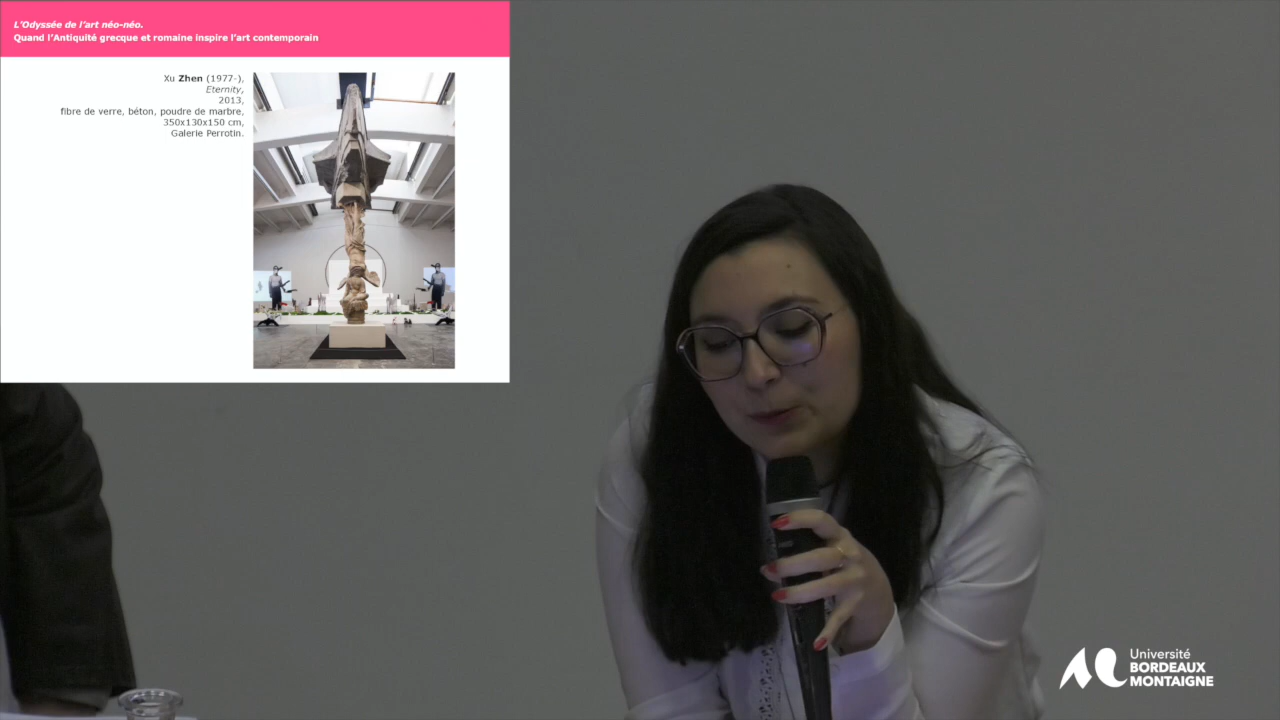 L'Odyssée de l'art néo-néo.
Quand l'Antiquité grecque et romaine inspire l'art contemporain
Xu Zhen (1977-),
Eternity,
2013,
fibre de verre, béton, poudre de marbre,
350x130x150 cm,
Galerie Perrotin.
Université
BORDEAUX
MONTAIGNE